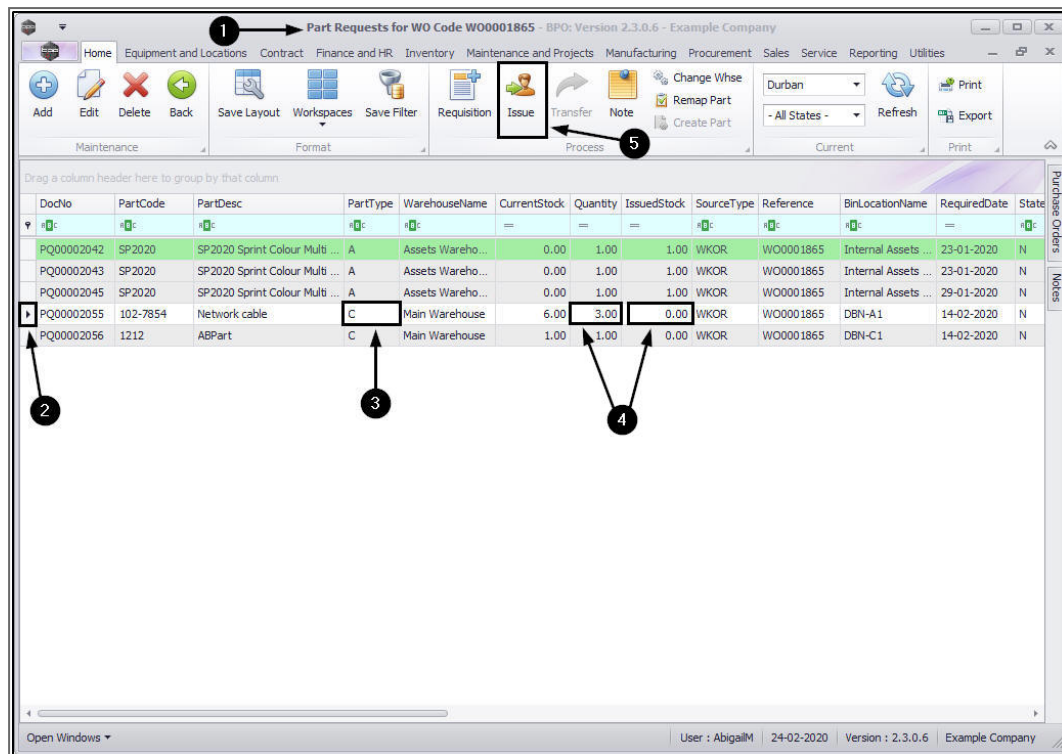 1
Part Requests for WO Code WO0001865 - BPO: Version 2.3.0.6 - Example Company
Home Equipment and Locations Contract Finance and HR Inventory Maintenance and Projects Manufacturing Procurement Sales Service Reporting Utilities
Add Edit Delete Back Save Layout Workspaces Save Filter Requisition Issue Transfer Note
Change Whse
Remap Part
Create Part
Durban
- All States -
Refresh
Print
Export
Maintenance Format Process Current Print
5
Drag a column header here to group by that column
DocNo PartCode PartDesc PartType WarehouseName CurrentStock Quantity IssuedStock SourceType Reference BinLocationName RequiredDate State
PQ00002042 SP2020 SP2020 Sprint Colour Multi ... A Assets Wareho... 0.00 1.00 1.00 WKOR WO0001865 Internal Assets ... 23-01-2020 N
PQ00002043 SP2020 SP2020 Sprint Colour Multi ... A Assets Wareho... 0.00 1.00 1.00 WKOR WO0001865 Internal Assets ... 23-01-2020 N
PQ00002045 SP2020 SP2020 Sprint Colour Multi ... A Assets Wareho... 0.00 1.00 1.00 WKOR WO0001865 Internal Assets ... 29-01-2020 N
PQ00002055 102-7854 Network cable C Main Warehouse 6.00 3.00 0.00 WKOR WO0001865 DBN-A1 14-02-2020 N
PQ00002056 1212 ABPart C Main Warehouse 1.00 1.00 0.00 WKOR WO0001865 DBN-C1 14-02-2020 N
Purchase Orders
Notes
2
3
4
Open Windows
User : AbigailM 24-02-2020 Version : 2.3.0.6 Example Company